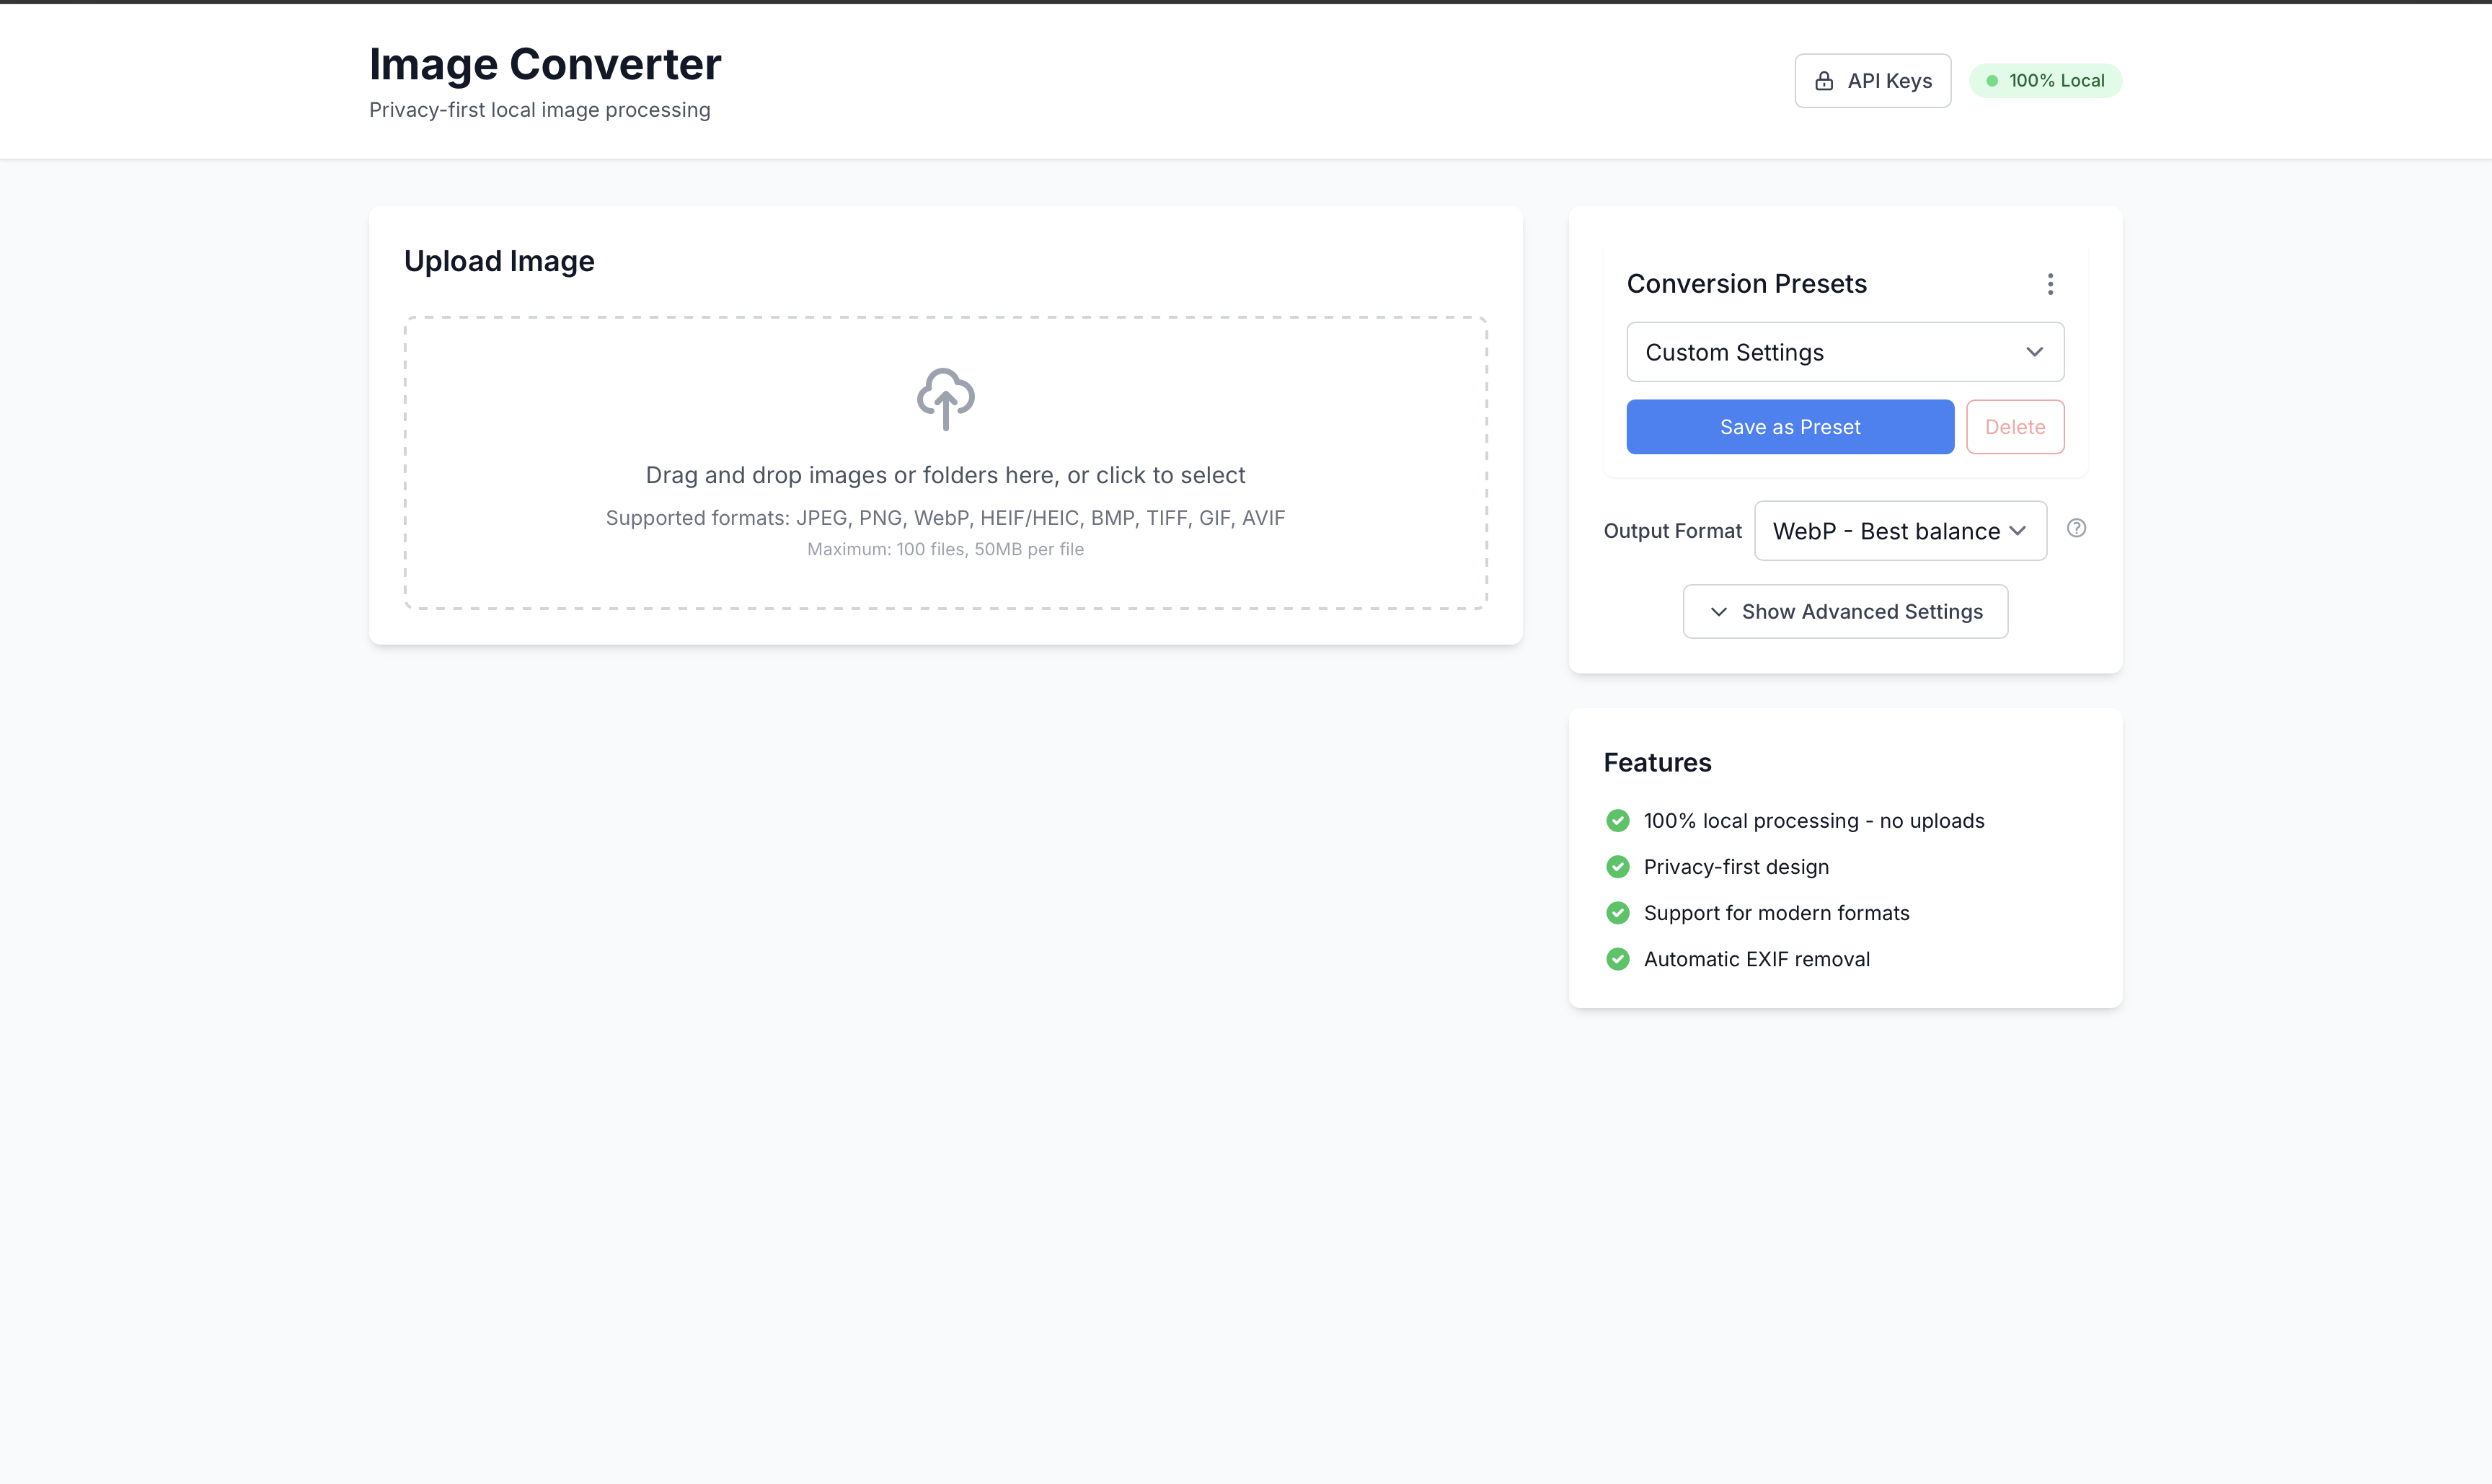 Image Converter
Privacy-first local image processing
API Keys
100% Local
Upload Image
Drag and drop images or folders here, or click to select
Supported formats: JPEG, PNG, WebP, HEIF/HEIC, BMP, TIFF, GIF, AVIF
Maximum: 100 files, 50MB per file
Conversion Presets
Custom Settings
Save as Preset
Delete
Output Format
WebP - Best balance
Show Advanced Settings
Features
100% local processing - no uploads
Privacy-first design
Support for modern formats
Automatic EXIF removal